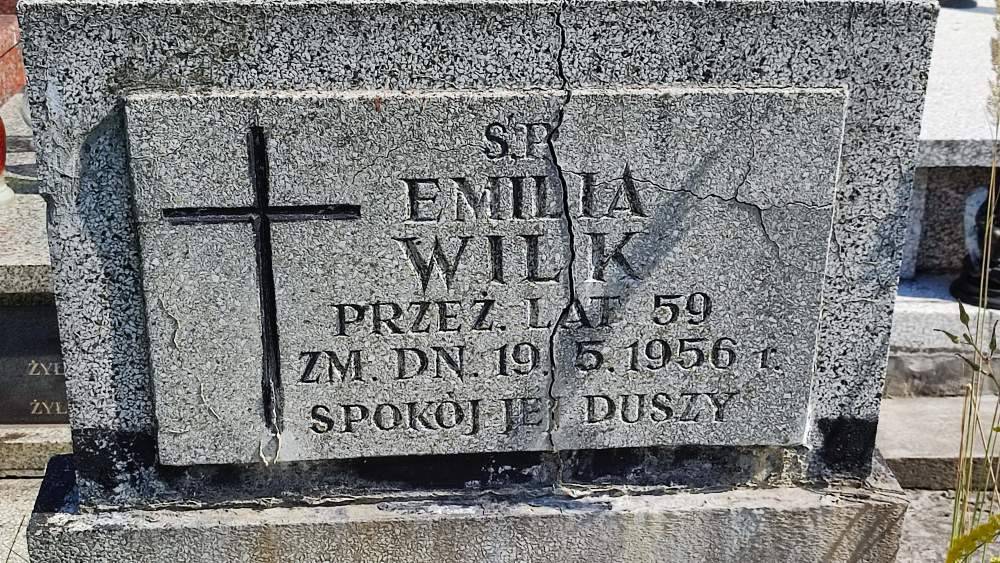 Ś.P.
EMILIA
WILK
PRZEŻ. LAT 59
ZM. DN. 19. 5. 1956 r.
SPOKÓJ JEJ DUSZY